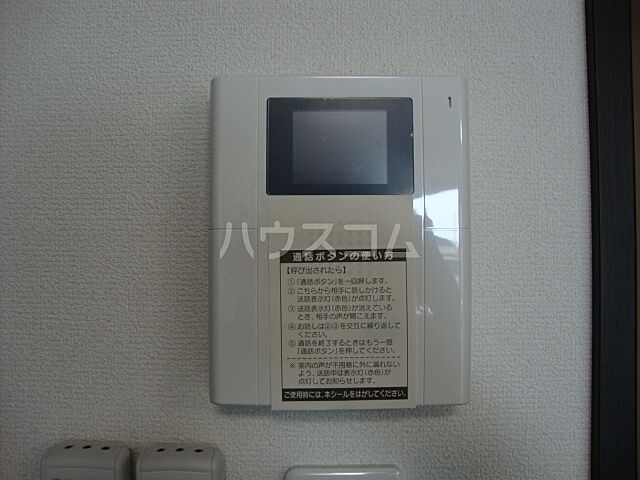 ハウスコム
通話ボタンの使い方
【呼び出されたら】
①「通話ボタン」を一回押します。
②こちらから相手に話しかけると
送話表示灯(赤色)が点灯します。
③送話表示灯(赤色)が消えている
とき、相手の声が聞こえます。
④お話しは②③を交互に繰り返して
ください。
⑤通話を終了するときはもう一度
「通話ボタン」を押してください。
※室内の声が不用意に外に漏れない
よう、送話中は表示灯(赤色)が
点灯してお知らせします。
ご使用時には、本シールをはがしてください。